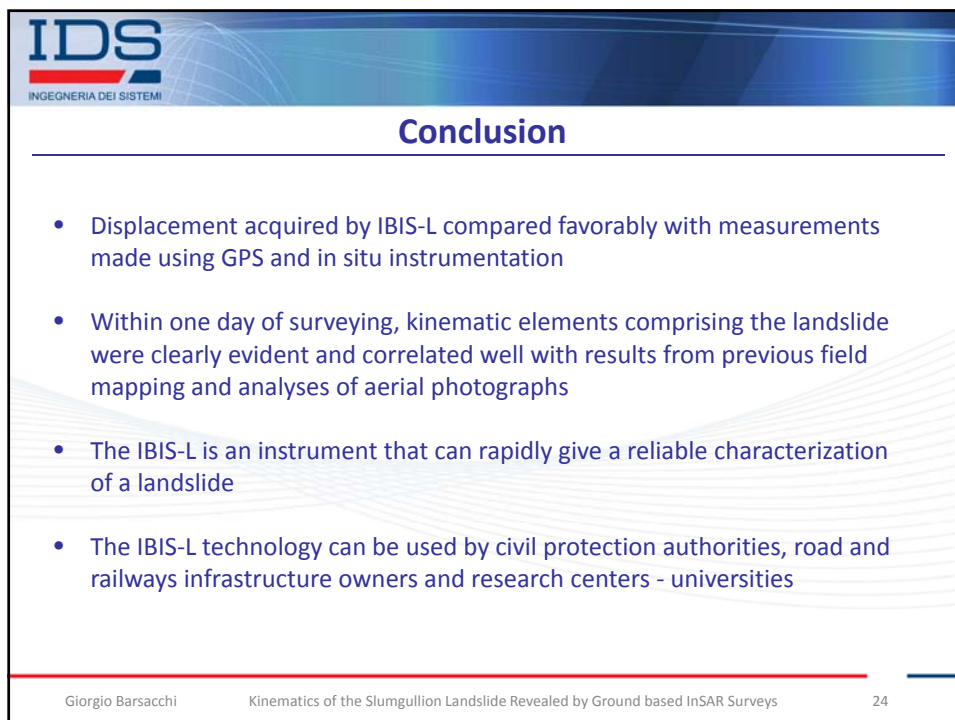 IDS
INGEGNERIA DEI SISTEMI
Conclusion
• Displacement acquired by IBIS-L compared favorably with measurements
made using GPS and in situ instrumentation
• Within one day of surveying, kinematic elements comprising the landslide
were clearly evident and correlated well with results from previous field
mapping and analyses of aerial photographs
• The IBIS-L is an instrument that can rapidly give a reliable characterization
of a landslide
• The IBIS-L technology can be used by civil protection authorities, road and
railways infrastructure owners and research centers - universities
Giorgio Barsacchi Kinematics of the Slumgullion Landslide Revealed by Ground based InSAR Surveys 24